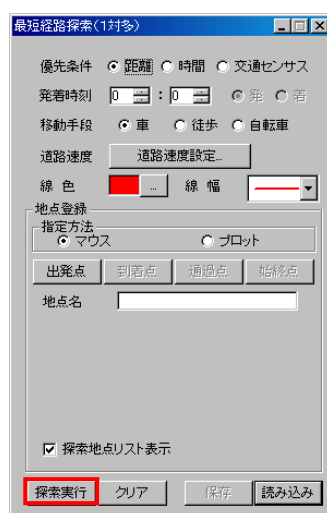 最短経路探索(1対多)
優先条件 距離 時間 交通センサス
発着時刻 0 : 0 発 着
移動手段 車 徒歩 自転車
道路速度 道路速度設定...
線 色 ... 線 幅
地点登録
指定方法
マウス プロット
出発点 到着点 通過点 始終点
地点名
探索地点リスト表示
探索実行 クリア 保存 読み込み